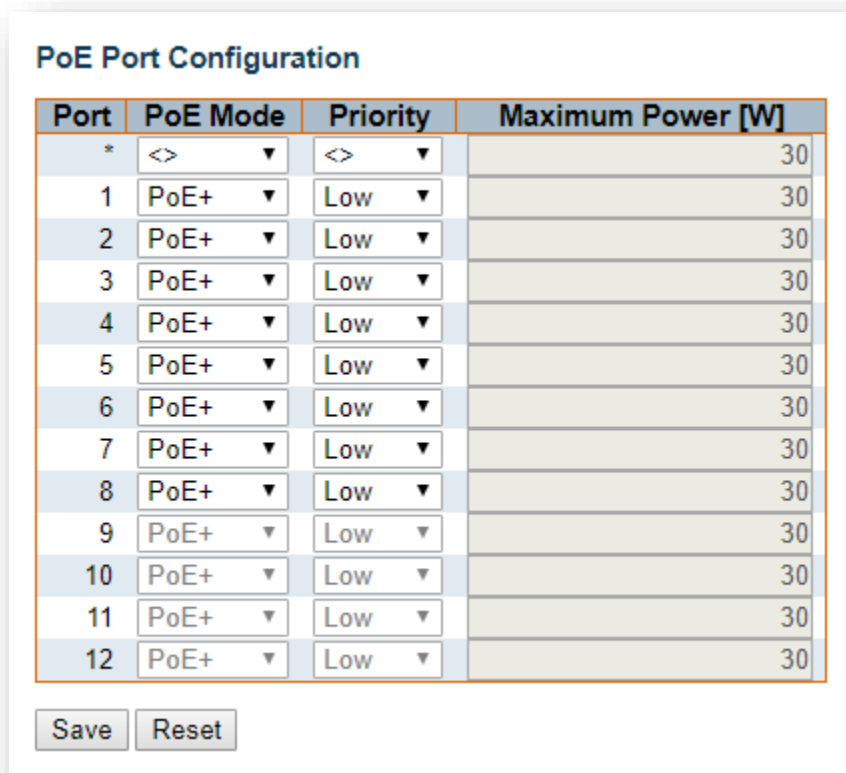 PoE Port Configuration
Port PoE Mode Priority Maximum Power [W]
* <> <> 30
1 PoE+ Low 30
2 PoE+ Low 30
3 PoE+ Low 30
4 PoE+ Low 30
5 PoE+ Low 30
6 PoE+ Low 30
7 PoE+ Low 30
8 PoE+ Low 30
9 PoE+ Low 30
10 PoE+ Low 30
11 PoE+ Low 30
12 PoE+ Low 30
Save Reset